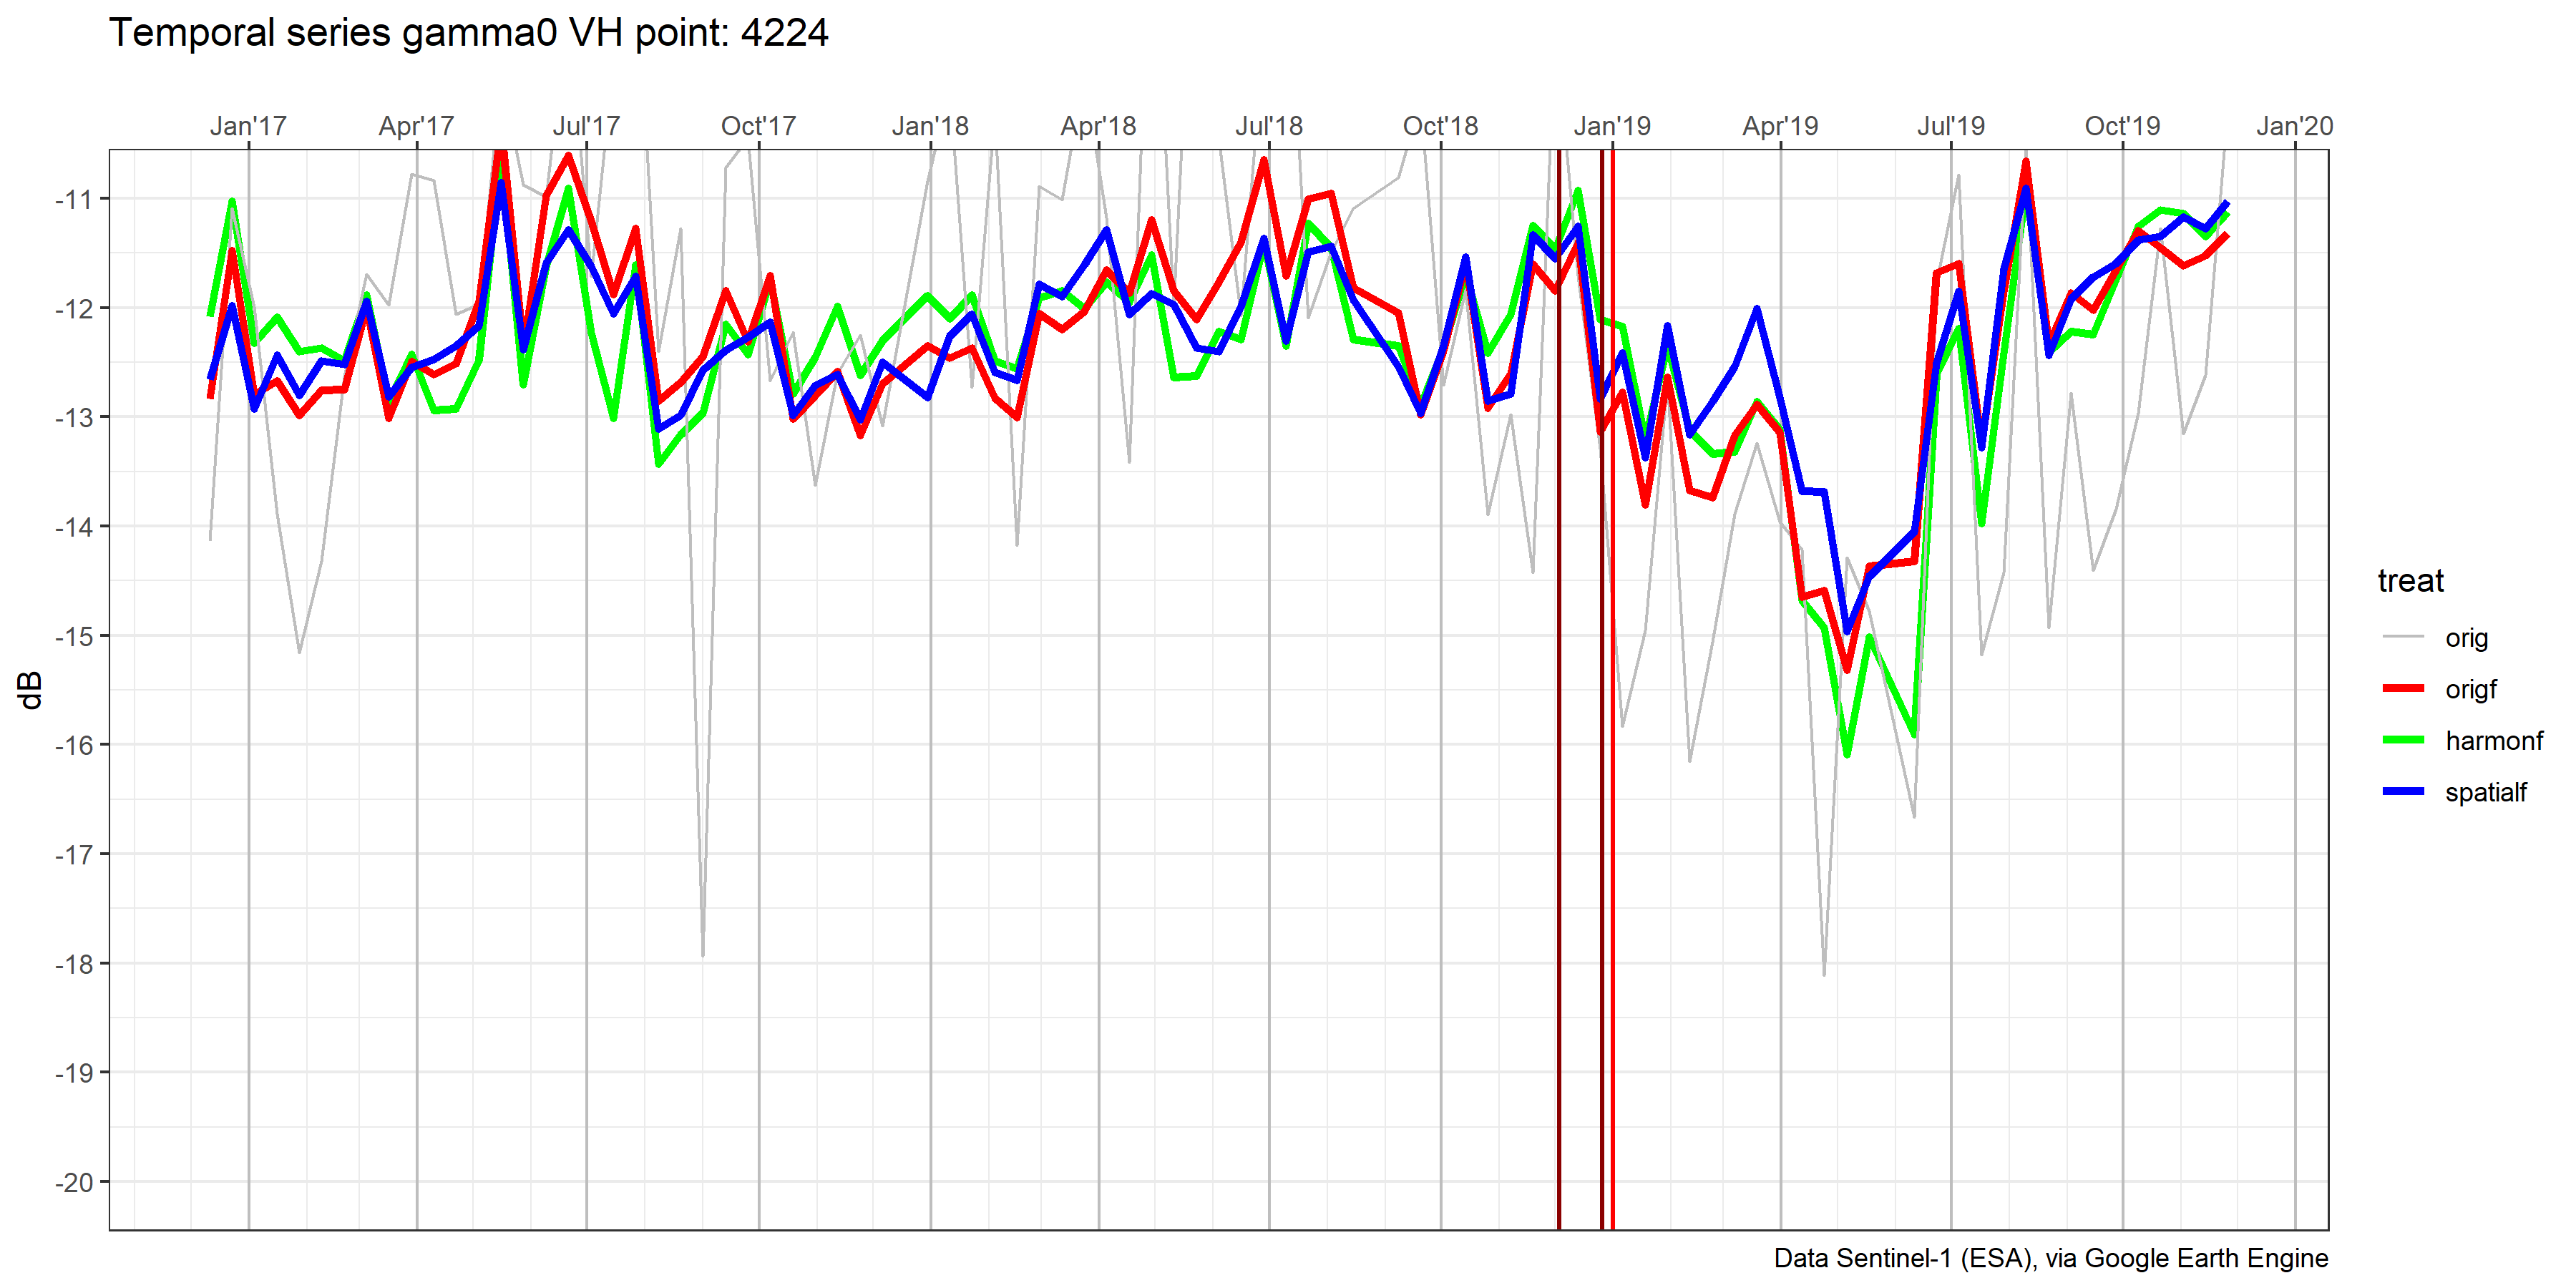 Temporal series gamma0 VH point: 4224
Jan'17 Apr'17 Jul'17 Oct'17 Jan'18 Apr'18 Jul'18 Oct'18 Jan'19 Apr'19 Jul'19 Oct'19 Jan'20
-11
-12
-13
-14
-15
-16
-17
-18
-19
-20
dB
treat
orig
origf
harmonf
spatialf
Data Sentinel-1 (ESA), via Google Earth Engine